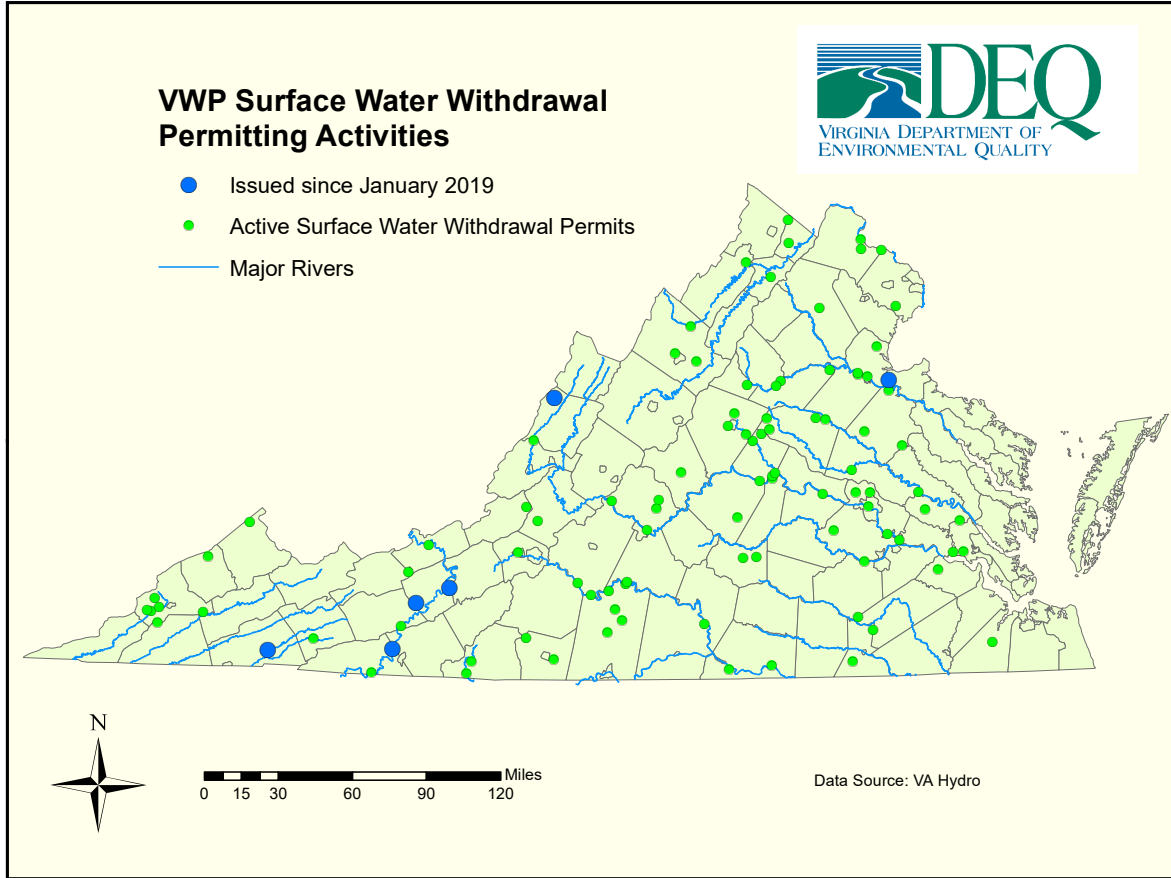 VWP Surface Water Withdrawal
Permitting Activities
Issued since January 2019
Active Surface Water Withdrawal Permits
Major Rivers
DEQ
VIRGINIA DEPARTMENT OF
ENVIRONMENTAL QUALITY
N
Miles
0 15 30 60 90 120
Data Source: VA Hydro